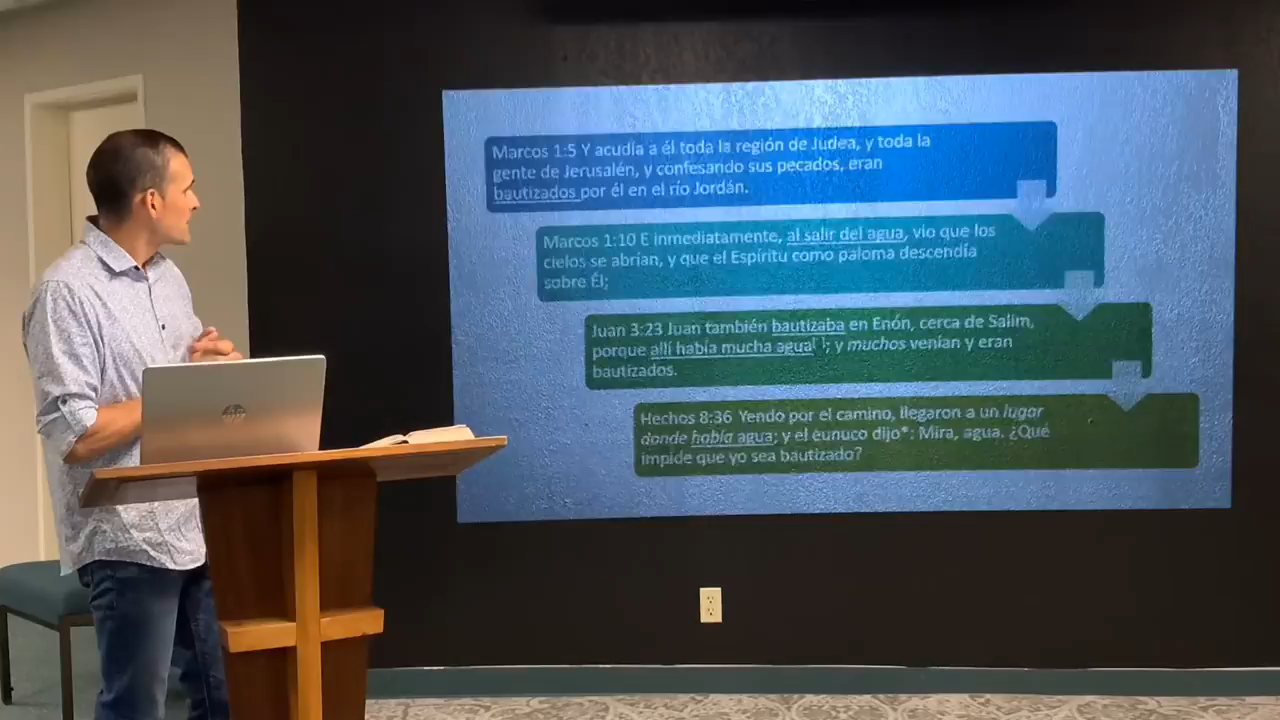 Marcos 1:5 Y acudía a él toda la región de Judea, y toda la
gente de Jerusalén, y confesando sus pecados, eran
bautizados por él en el río Jordán.
Marcos 1:10 E inmediatamente, al salir del agua, vio que los
cielos se abrían, y que el Espíritu como paloma descendía
sobre Él;
Juan 3:23 Juan también bautizaba en Enón, cerca de Salim,
porque allí había mucha agua; y muchos venían y eran
bautizados.
Hechos 8:36 Yendo por el camino, llegaron a un lugar
donde había agua; y el eunuco dijo*: Mira, agua. ¿Qué
impide que yo sea bautizado?
hp